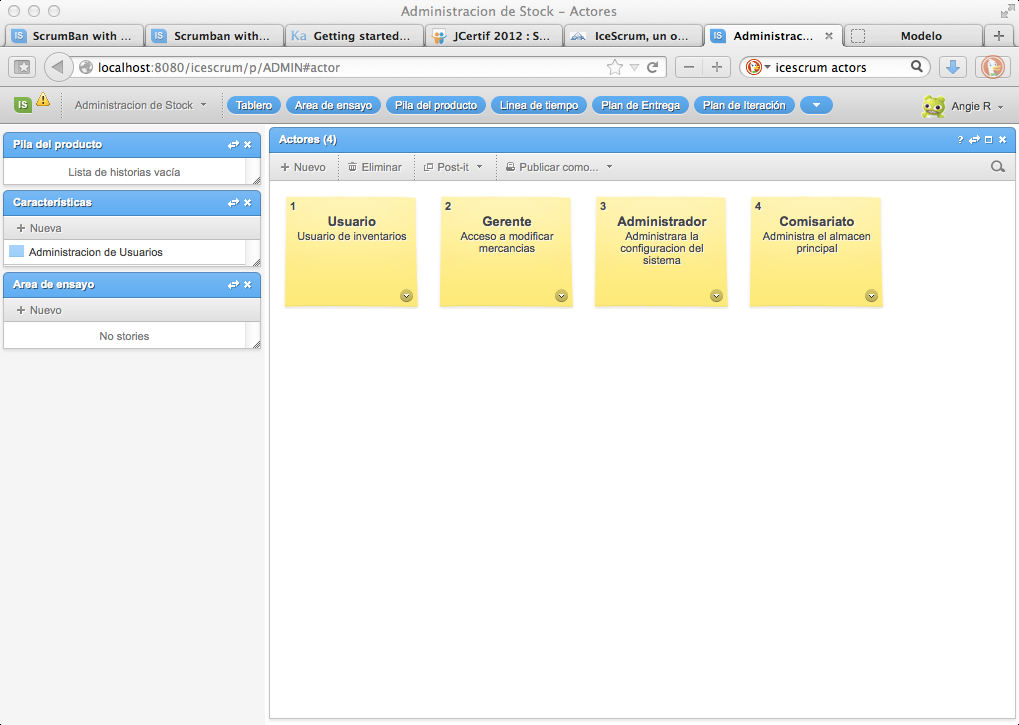 Administracion de Stock – Actores
IS ScrumBan with ...
IS Scrumban with...
Ka Getting started...
JCertif 2012 : S...
IceScrum, un o...
IS Administrac... ×
Modelo
localhost:8080/icescrum/p/ADMIN#actor
icescrum actors
IS Administracion de Stock
Tablero
Area de ensayo
Pila del producto
Linea de tiempo
Plan de Entrega
Plan de Iteración
Angie R
Pila del producto
Lista de historias vacía
Características
+ Nueva
Administracion de Usuarios
Area de ensayo
+ Nuevo
No stories
Actores (4)
?
+ Nuevo
Eliminar
Post-it
Publicar como...
1
Usuario
Usuario de inventarios
2
Gerente
Acceso a modificar
mercancias
3
Administrador
Administrara la
configuracion del
sistema
4
Comisariato
Administra el almacen
principal